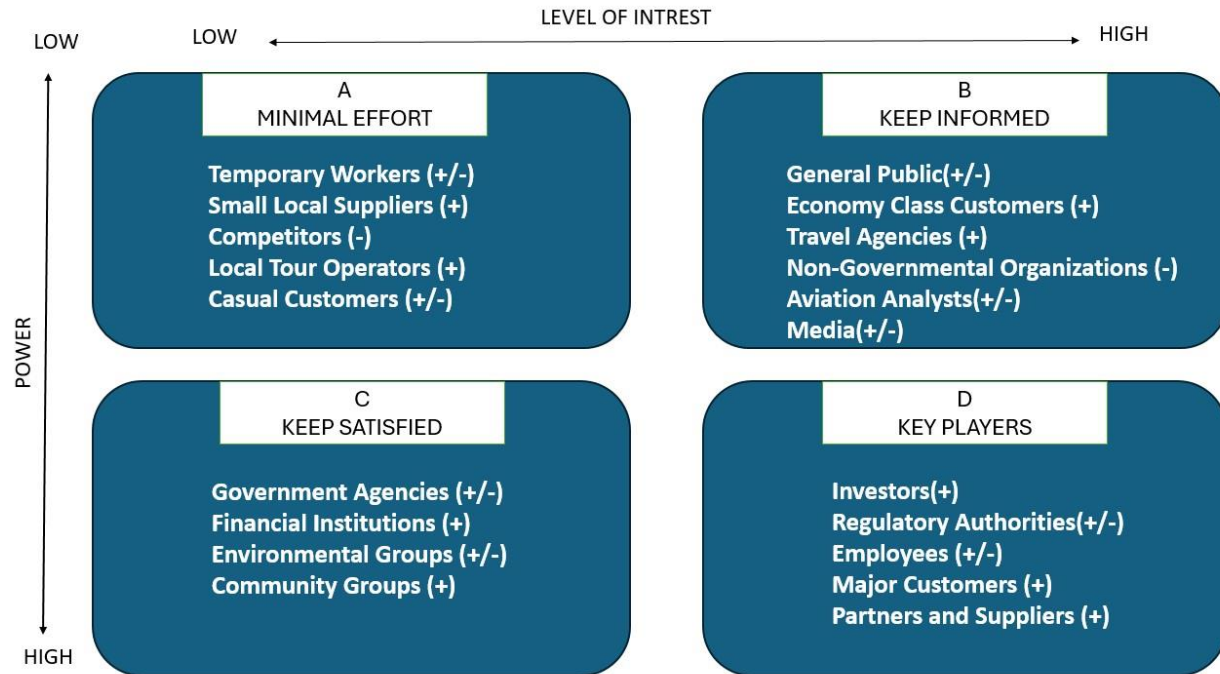 LEVEL OF INTREST
LOW
LOW
HIGH
A
MINIMAL EFFORT
Temporary Workers (+/-)
Small Local Suppliers (+)
Competitors (-)
Local Tour Operators (+)
Casual Customers (+/-)
B
KEEP INFORMED
General Public(+/-)
Economy Class Customers (+)
Travel Agencies (+)
Non-Governmental Organizations (-)
Aviation Analysts(+/-)
Media(+/-)
POWER
C
KEEP SATISFIED
Government Agencies (+/-)
Financial Institutions (+)
Environmental Groups (+/-)
Community Groups (+)
D
KEY PLAYERS
Investors(+)
Regulatory Authorities(+/-)
Employees (+/-)
Major Customers (+)
Partners and Suppliers (+)
HIGH